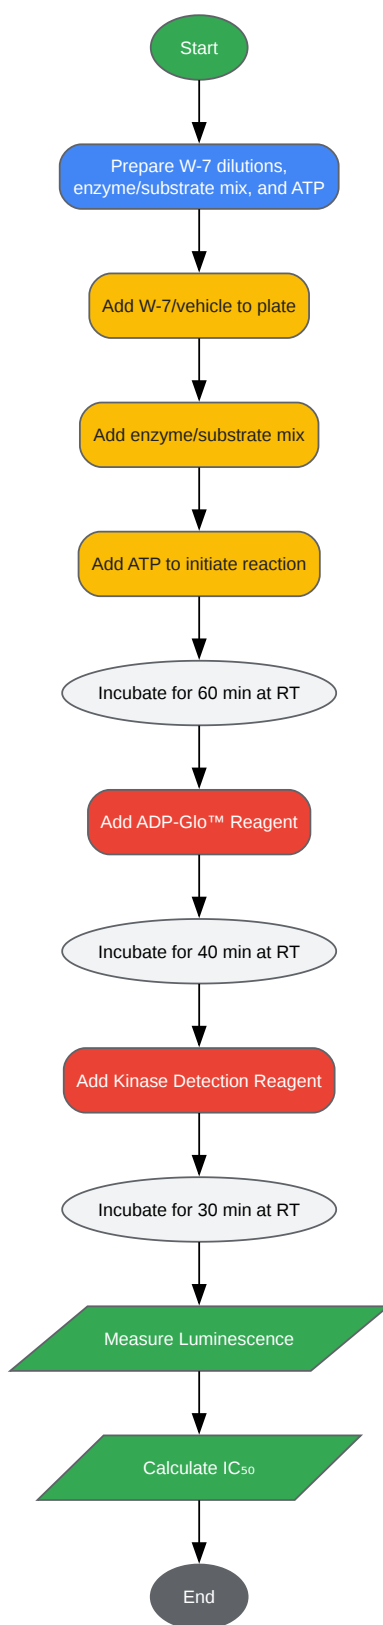 Start
Prepare W-7 dilutions,
enzyme/substrate mix, and ATP
Add W-7/vehicle to plate
Add enzyme/substrate mix
Add ATP to initiate reaction
Incubate for 60 min at RT
Add ADP-Glo™ Reagent
Incubate for 40 min at RT
Add Kinase Detection Reagent
Incubate for 30 min at RT
Measure Luminescence
Calculate IC₅₀
End